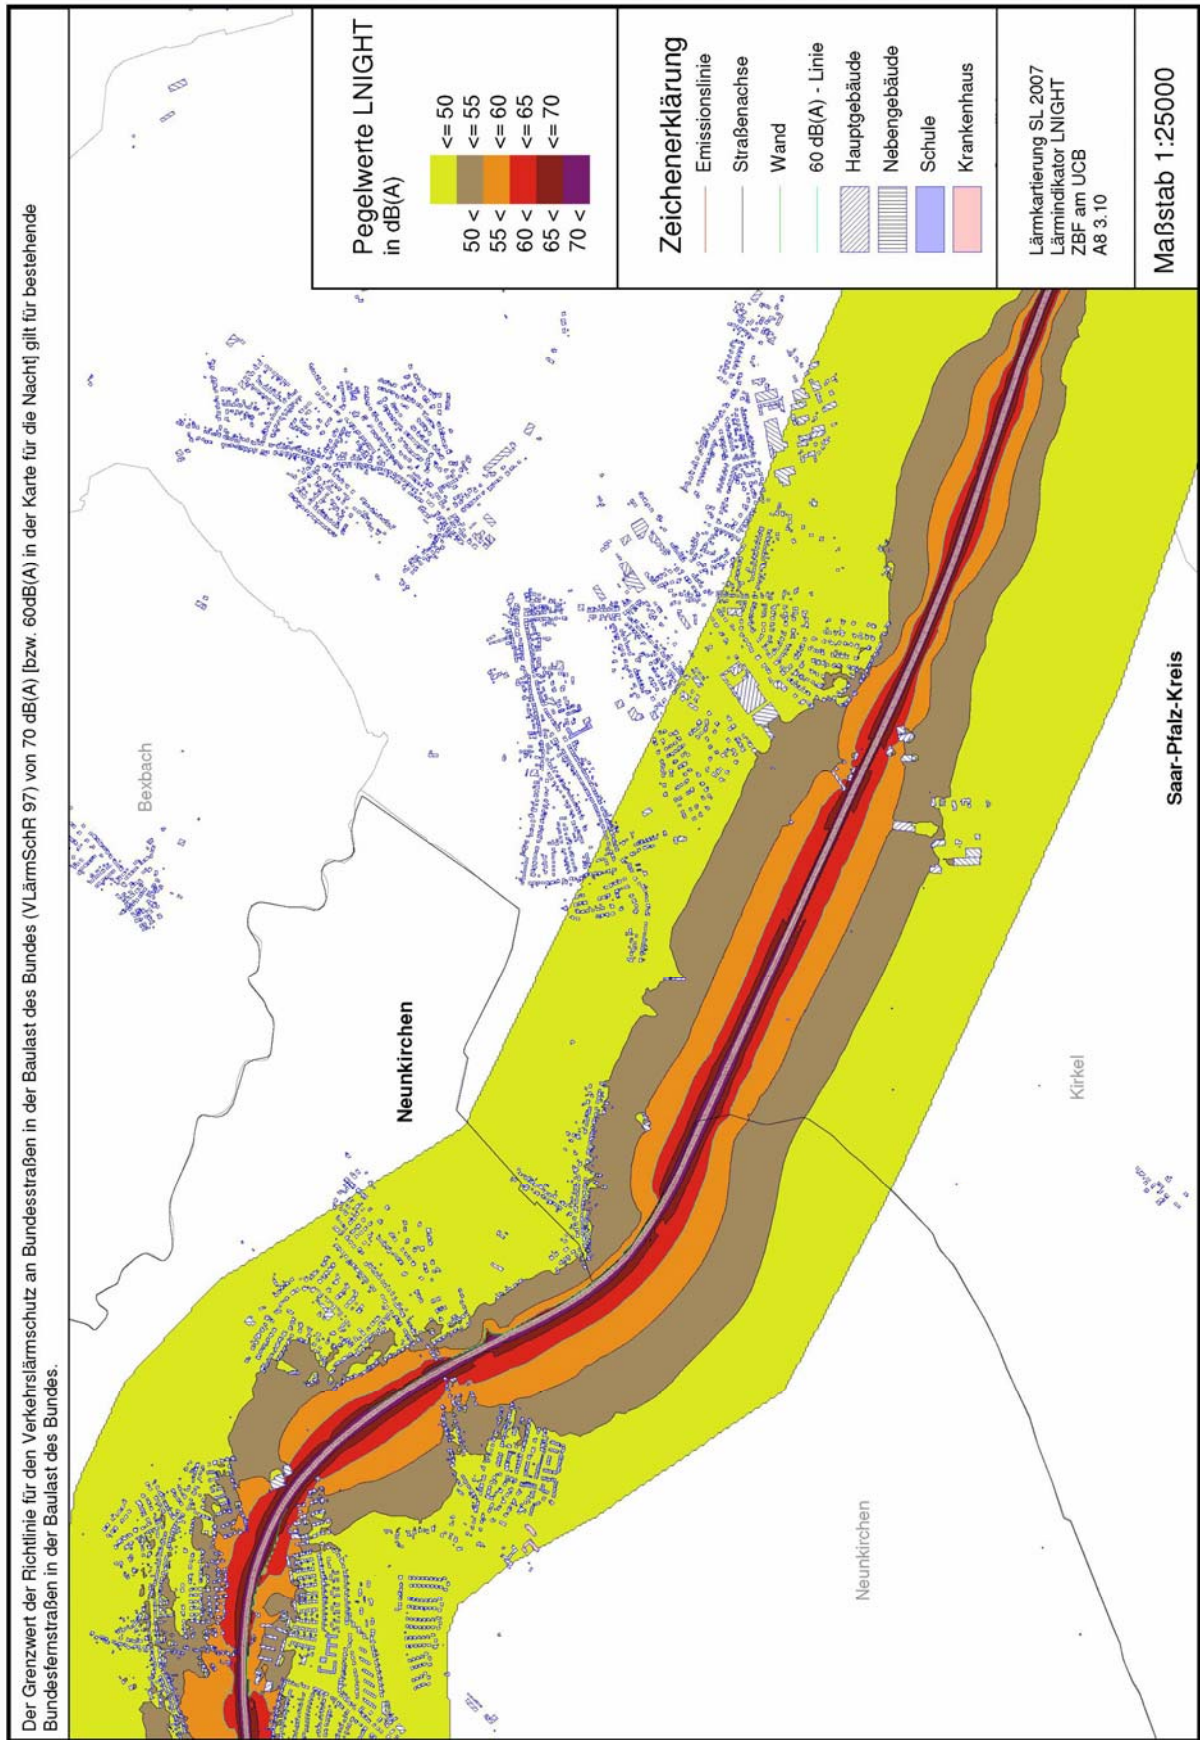 Der Grenzwert der Richtlinie für den Verkehrslärmschutz an Bundesstraßen in der Baulast des Bundes (VLärmSchR 97) von 70 dB(A) [bzw. 60dB(A) in der Karte für die Nacht] gilt für bestehende
Bundesfernstraßen in der Baulast des Bundes.
Bexbach
Neunkirchen
Neunkirchen
Kirkel
Saar-Pfalz-Kreis
Pegelwerte LNIGHT
in dB(A)
<= 50
50 < <= 55
55 < <= 60
60 < <= 65
65 < <= 70
70 <
Zeichenerklärung
Emissionslinie
Straßenachse
Wand
60 dB(A) - Linie
Hauptgebäude
Nebengebäude
Schule
Krankenhaus
Lärmkartierung SL 2007
Lärmindikator LNIGHT
ZBF am UCB
A8 3.10
Maßstab 1:25000